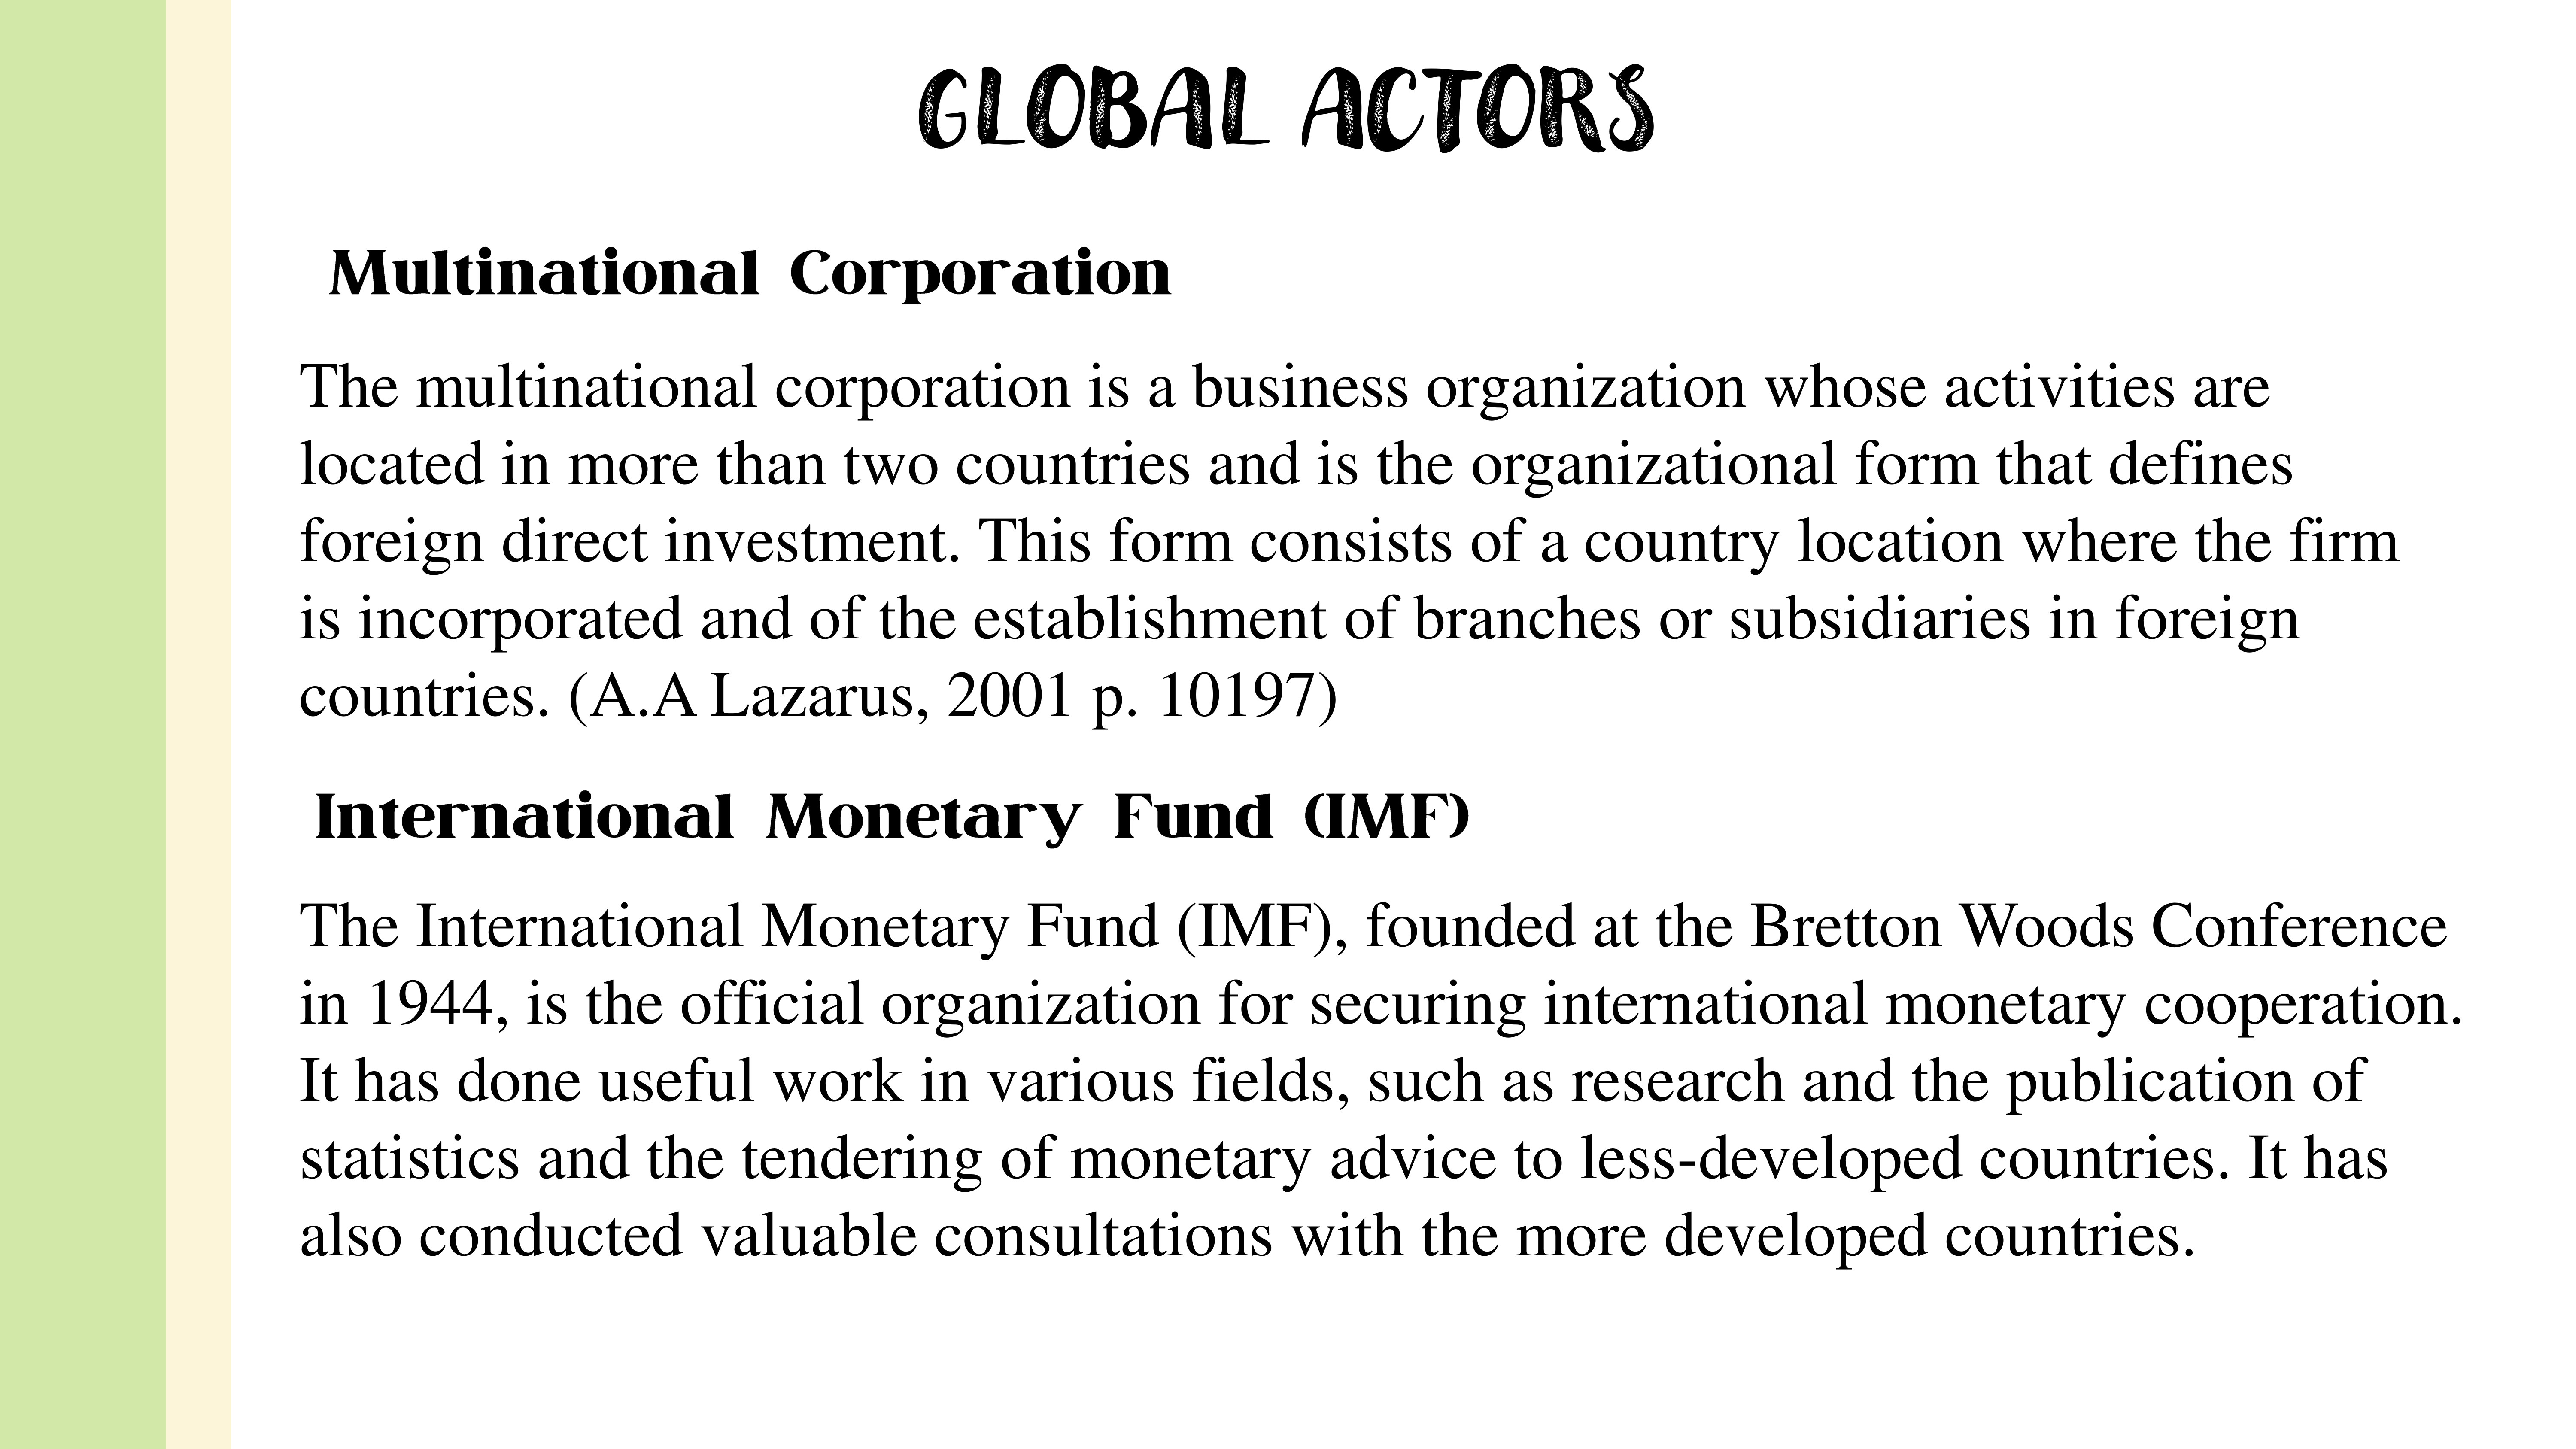 GLOBAL ACTORS
Multinational Corporation
The multinational corporation is a business organization whose activities are
located in more than two countries and is the organizational form that defines
foreign direct investment. This form consists of a country location where the firm
is incorporated and of the establishment of branches or subsidiaries in foreign
countries. (A.A Lazarus, 2001 p. 10197)
International Monetary Fund (IMF)
The International Monetary Fund (IMF), founded at the Bretton Woods Conference
in 1944, is the official organization for securing international monetary cooperation.
It has done useful work in various fields, such as research and the publication of
statistics and the tendering of monetary advice to less-developed countries. It has
also conducted valuable consultations with the more developed countries.